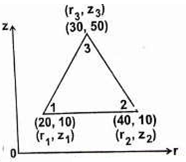 (r₃, z₃)
(30, 50)
z
3
1 2
(20, 10) (40, 10)
(r₁, z₁) (r₂, z₂)
0 r